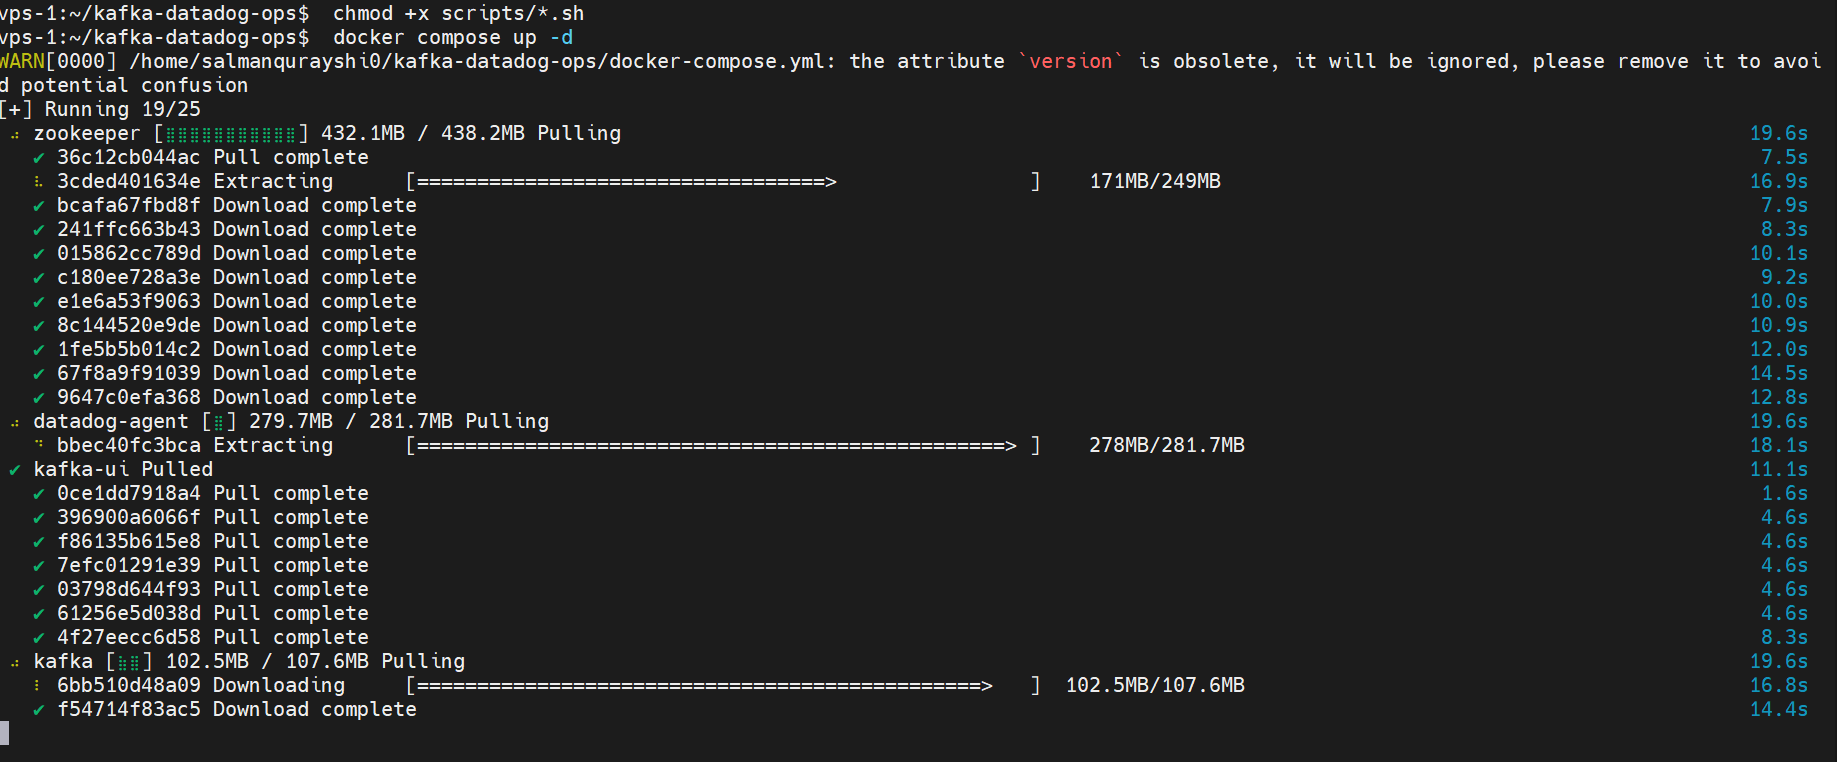 vps-1:~/kafka-datadog-ops$  chmod +x scripts/*.sh
vps-1:~/kafka-datadog-ops$  docker compose up -d
WARN[0000] /home/salmanqurayshi0/kafka-datadog-ops/docker-compose.yml: the attribute `version` is obsolete, it will be ignored, please remove it to avoi
d potential confusion
[+] Running 19/25
zookeeper [⣿⣿⣿⣿⣿⣿⣿⣿⣿⣿⣿] 432.1MB / 438.2MB Pulling 19.6s
✔ 36c12cb044ac Pull complete 7.5s
3cded401634e Extracting [==================================> ] 171MB/249MB 16.9s
✔ bcafa67fbd8f Download complete 7.9s
✔ 241ffc663b43 Download complete 8.3s
✔ 015862cc789d Download complete 10.1s
✔ c180ee728a3e Download complete 9.2s
✔ e1e6a53f9063 Download complete 10.0s
✔ 8c144520e9de Download complete 10.9s
✔ 1fe5b5b014c2 Download complete 12.0s
✔ 67f8a9f91039 Download complete 14.5s
✔ 9647c0efa368 Download complete 12.8s
datadog-agent [⣿] 279.7MB / 281.7MB Pulling 19.6s
bbec40fc3bca Extracting [=================================================> ] 278MB/281.7MB 18.1s
✔ kafka-ui Pulled 11.1s
✔ 0ce1dd7918a4 Pull complete 1.6s
✔ 396900a6066f Pull complete 4.6s
✔ f86135b615e8 Pull complete 4.6s
✔ 7efc01291e39 Pull complete 4.6s
✔ 03798d644f93 Pull complete 4.6s
✔ 61256e5d038d Pull complete 4.6s
✔ 4f27eecc6d58 Pull complete 8.3s
kafka [⣷⣿] 102.5MB / 107.6MB Pulling 19.6s
6bb510d48a09 Downloading [===============================================> ] 102.5MB/107.6MB 16.8s
✔ f54714f83ac5 Download complete 14.4s